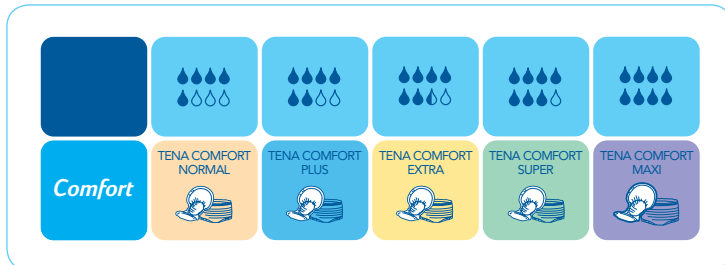 Comfort
TENA COMFORT
NORMAL
TENA COMFORT
PLUS
TENA COMFORT
EXTRA
TENA COMFORT
SUPER
TENA COMFORT
MAXI